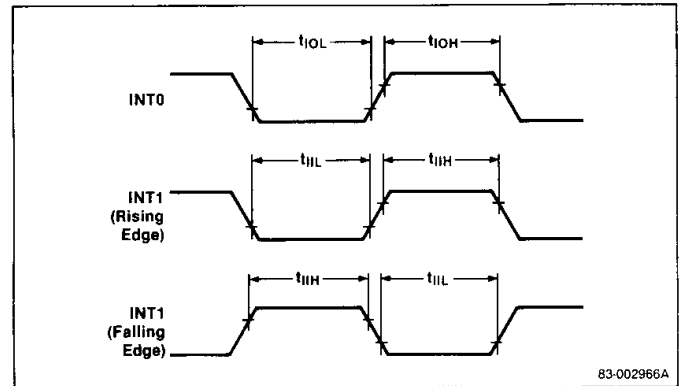 tIOL
tIOH
INT0
tIIL
tIIH
INT1
(Rising
Edge)
tIIH
tIIL
INT1
(Falling
Edge)
83-002966A